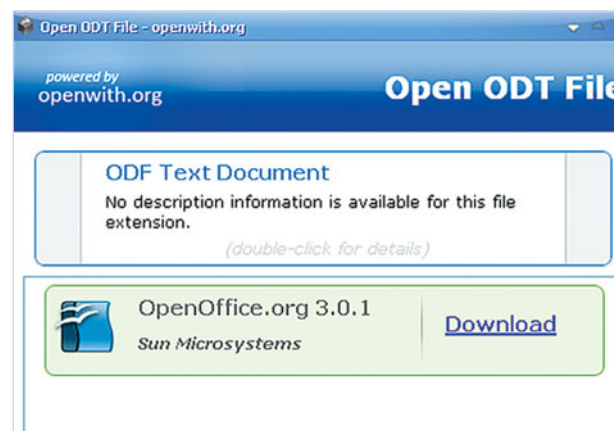 Open ODT File - openwith.org
powered by
openwith.org
Open ODT File
ODF Text Document
No description information is available for this file
extension.
(double-click for details)
OpenOffice.org 3.0.1
Sun Microsystems
Download